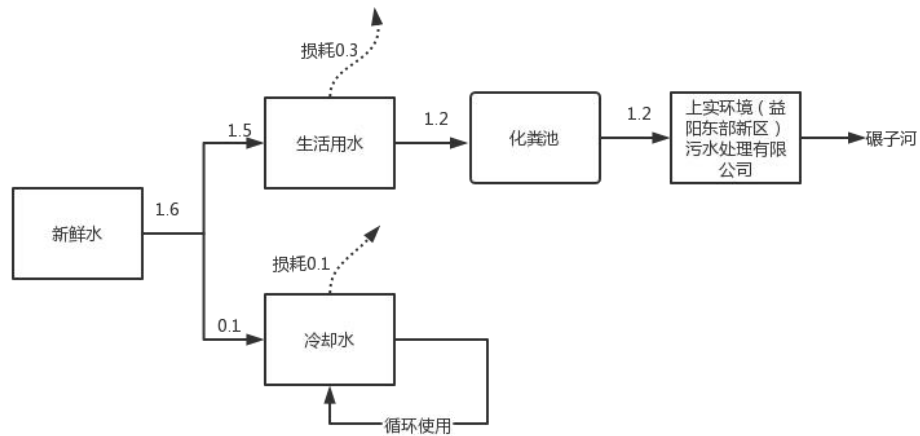 损耗0.3
1.5
生活用水
1.2
化粪池
1.2
上实环境（益
阳东部新区）
污水处理有限
公司
碾子河
新鲜水
1.6
损耗0.1
0.1
冷却水
循环使用